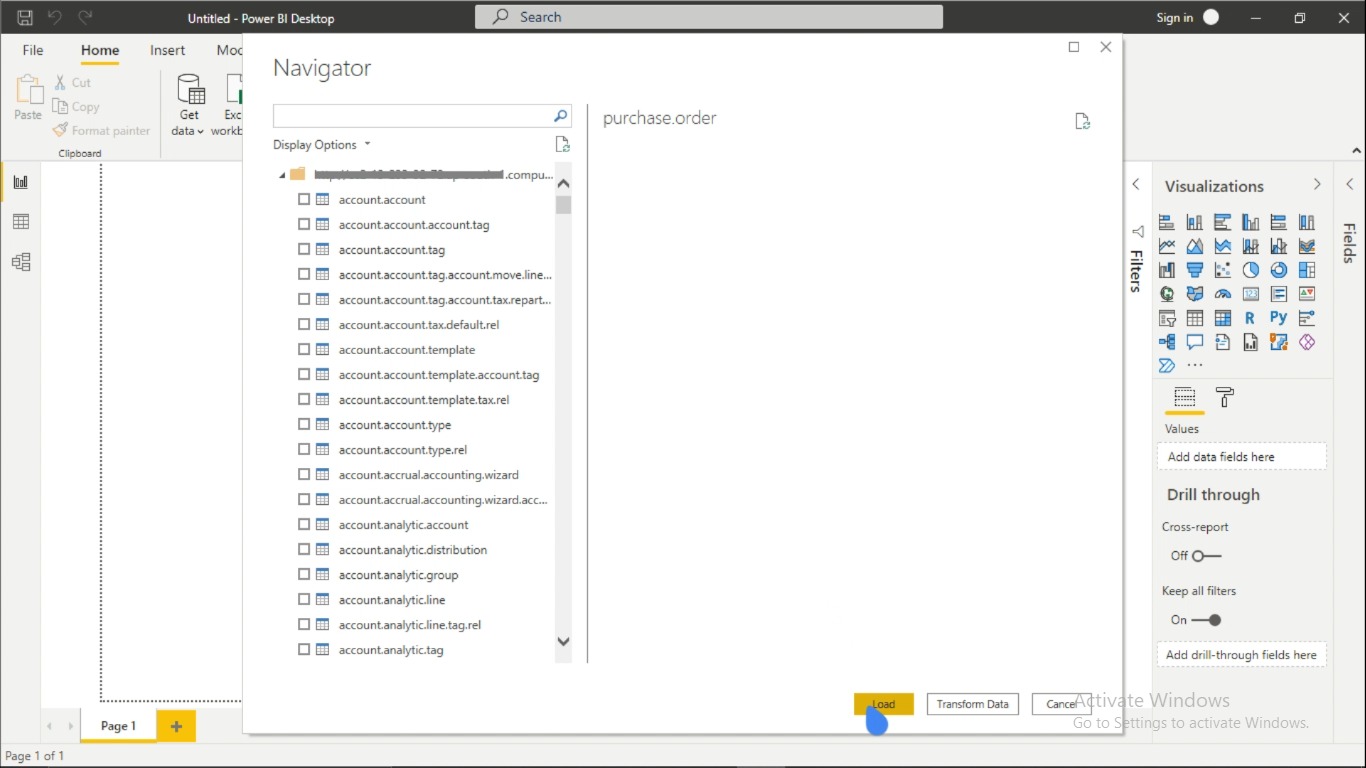 Untitled - Power BI Desktop
Search
Sign in
File
Home
Insert
Mod
Paste
Cut
Copy
Format painter
Clipboard
Get
data
Exc
workb
Navigator
Display Options
.compu...
account.account
account.account.account.tag
account.account.tag
account.account.tag.account.move.line...
account.account.tag.account.tax.repart...
account.account.tax.default.rel
account.account.template
account.account.template.account.tag
account.account.template.tax.rel
account.account.type
account.account.type.rel
account.accrual.accounting.wizard
account.accrual.accounting.wizard.acc...
account.analytic.account
account.analytic.distribution
account.analytic.group
account.analytic.line
account.analytic.line.tag.rel
account.analytic.tag
purchase.order
Load
Transform Data
Cancel
Filters
Visualizations
R
Py
123
Values
Add data fields here
Drill through
Cross-report
Off
Keep all filters
On
Add drill-through fields here
Fields
Activate Windows
Go to Settings to activate Windows.
Page 1
Page 1 of 1